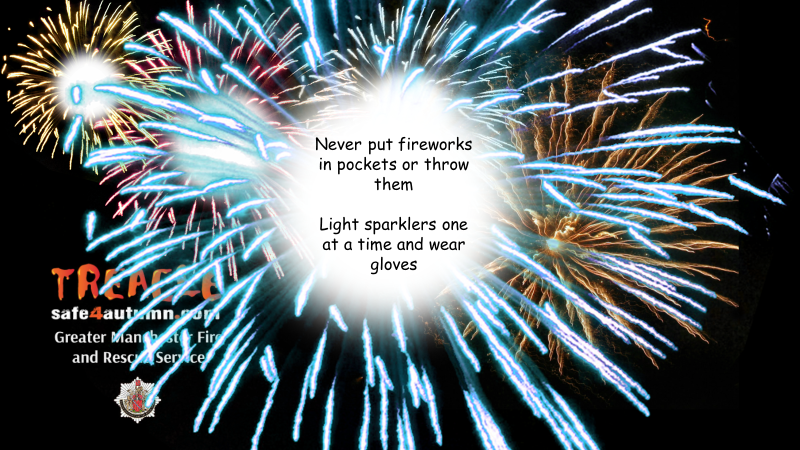 Never put fireworks
in pockets or throw
them
Light sparklers one
at a time and wear
gloves
TREACLE
safe4autumn.com
Greater Manchester Fire
and Rescue Service